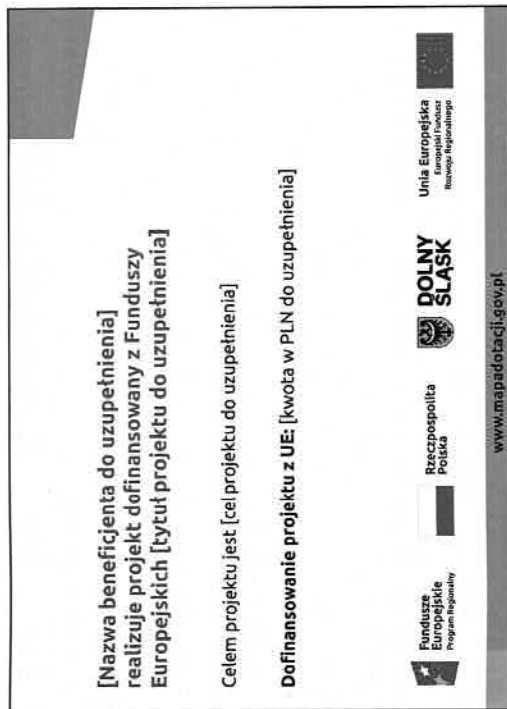 [Nazwa beneficjenta do uzupełnienia]
realizuje projekt dofinansowany z Funduszy
Europejskich [tytuł projektu do uzupełnienia]
Celem projektu jest [cel projektu do uzupełnienia]
Dofinansowanie projektu z UE: [kwota w PLN do uzupełnienia]
Fundusze
Europejskie
Program Regionalny
Rzeczpospolita
Polska
DOLNY
ŚLĄSK
Unia Europejska
Europejski Fundusz
Rozwoju Regionalnego
www.mapadotacji.gov.pl